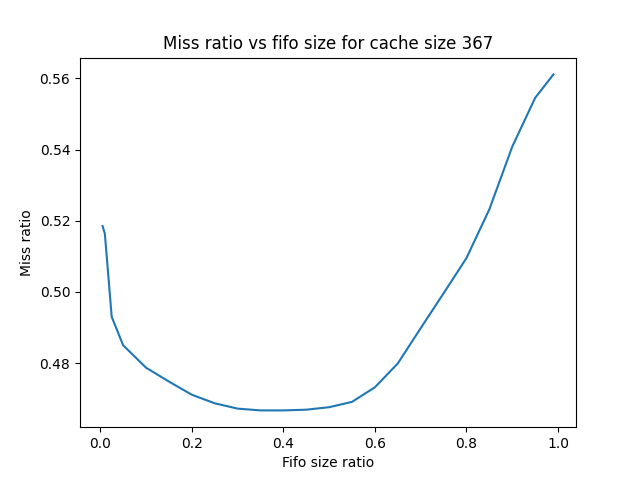 Miss ratio vs fifo size for cache size 367
0.56
0.54
0.52
0.50
0.48
Miss ratio
0.0 0.2 0.4 0.6 0.8 1.0
Fifo size ratio